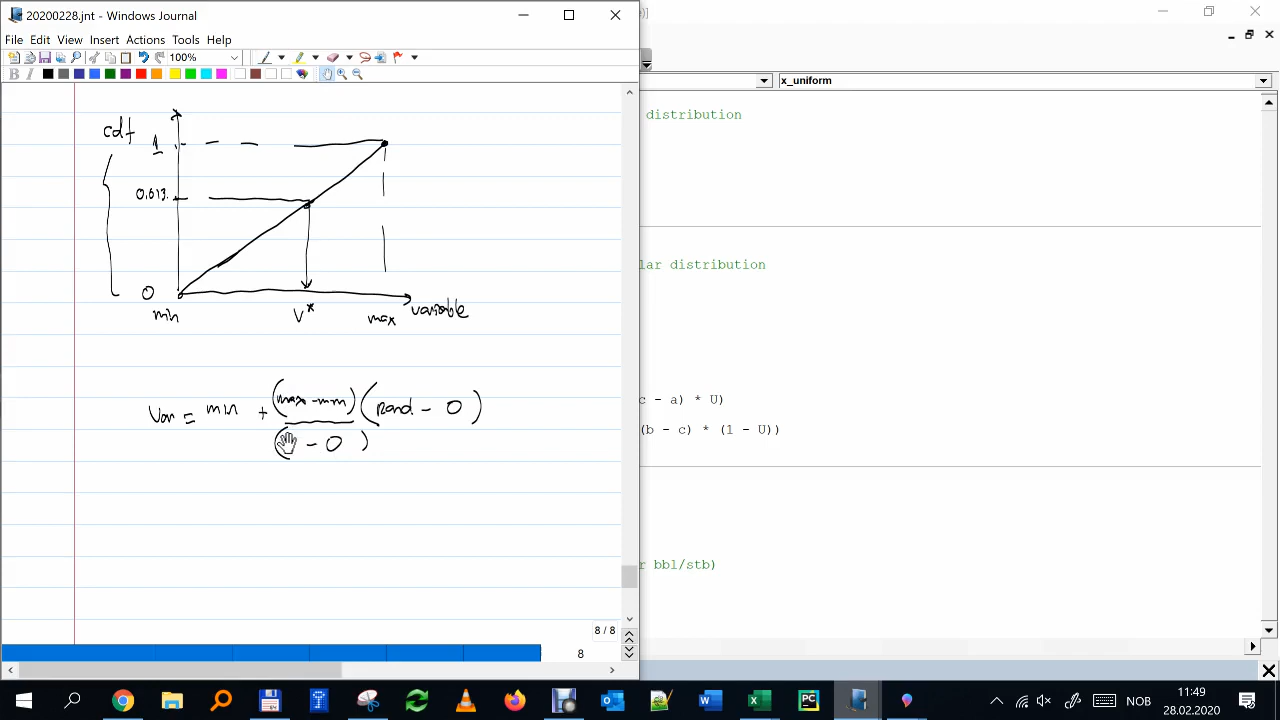 20200228.jnt - Windows Journal
File Edit View Insert Actions Tools Help
100%
B I
x_uniform
cdf
1
0.613.
0
min
V*
max
variable
Var = min + (max-min) (Rand - 0)
( - 0 )
8 / 8
8
distribution
lar distribution
c - a) * U)
(b - c) * (1 - U))
r bbl/stb)
NOB
11:49
28.02.2020